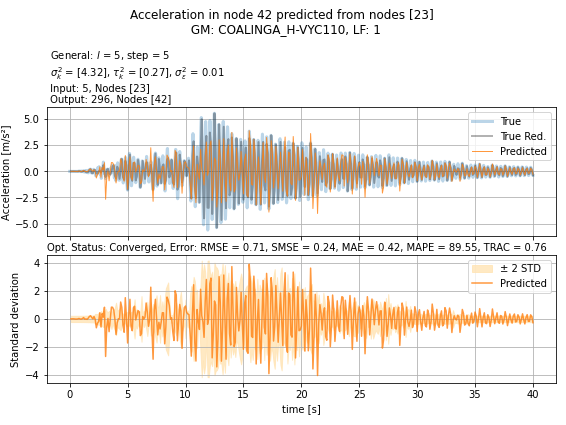 Acceleration in node 42 predicted from nodes [23]
GM: COALINGA_H-VYC110, LF: 1
General: l = 5, step = 5
σ²ₖ = [4.32], τ²ₖ = [0.27], σ²ε = 0.01
Input: 5, Nodes [23]
Output: 296, Nodes [42]
Acceleration [m/s²]
5.0
2.5
0.0
−2.5
−5.0
True
True Red.
Predicted
Opt. Status: Converged, Error: RMSE = 0.71, SMSE = 0.24, MAE = 0.42, MAPE = 89.55, TRAC = 0.76
Standard deviation
4
2
0
−2
−4
± 2 STD
Predicted
0 5 10 15 20 25 30 35 40
time [s]